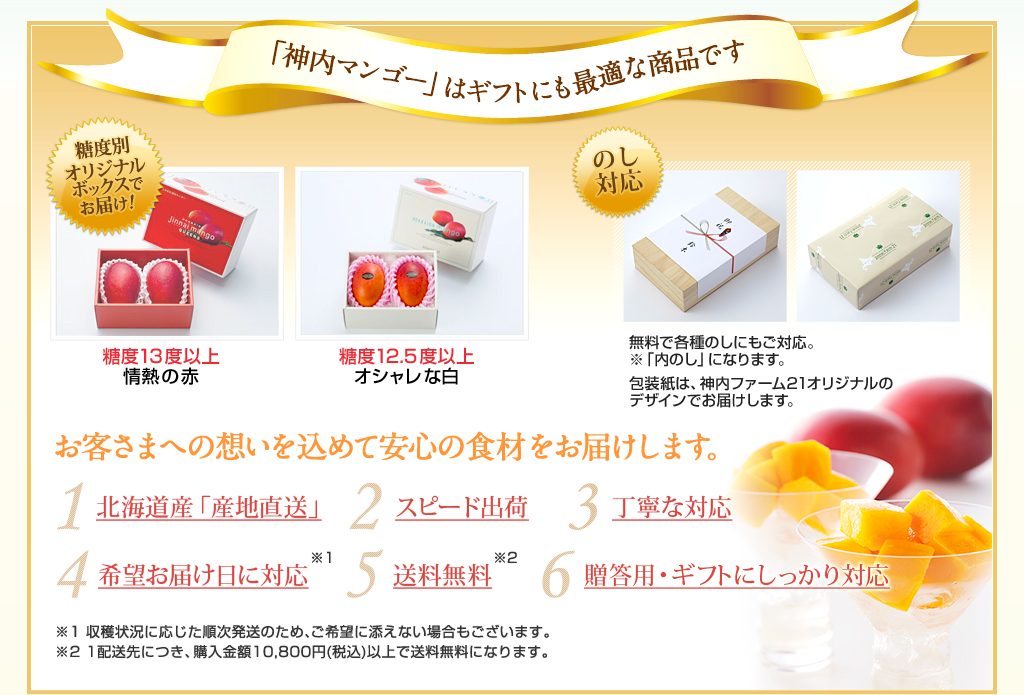 「神内マンゴー」はギフトにも最適な商品です
糖度別
オリジナル
ボックスで
お届け!
Jinnai mango
糖度13度以上
情熱の赤
糖度12.5度以上
オシャレな白
のし
対応
無料で各種のしにもご対応。
※「内のし」になります。
包装紙は、神内ファーム21オリジナルの
デザインでお届けします。
お客さまへの想いを込めて安心の食材をお届けします。
1 北海道産「産地直送」
2 スピード出荷
3 丁寧な対応
4 希望お届け日に対応※1
5 送料無料※2
6 贈答用・ギフトにしっかり対応
※1 収穫状況に応じた順次発送のため、ご希望に添えない場合もございます。
※2 1配送先につき、購入金額10,800円(税込)以上で送料無料になります。